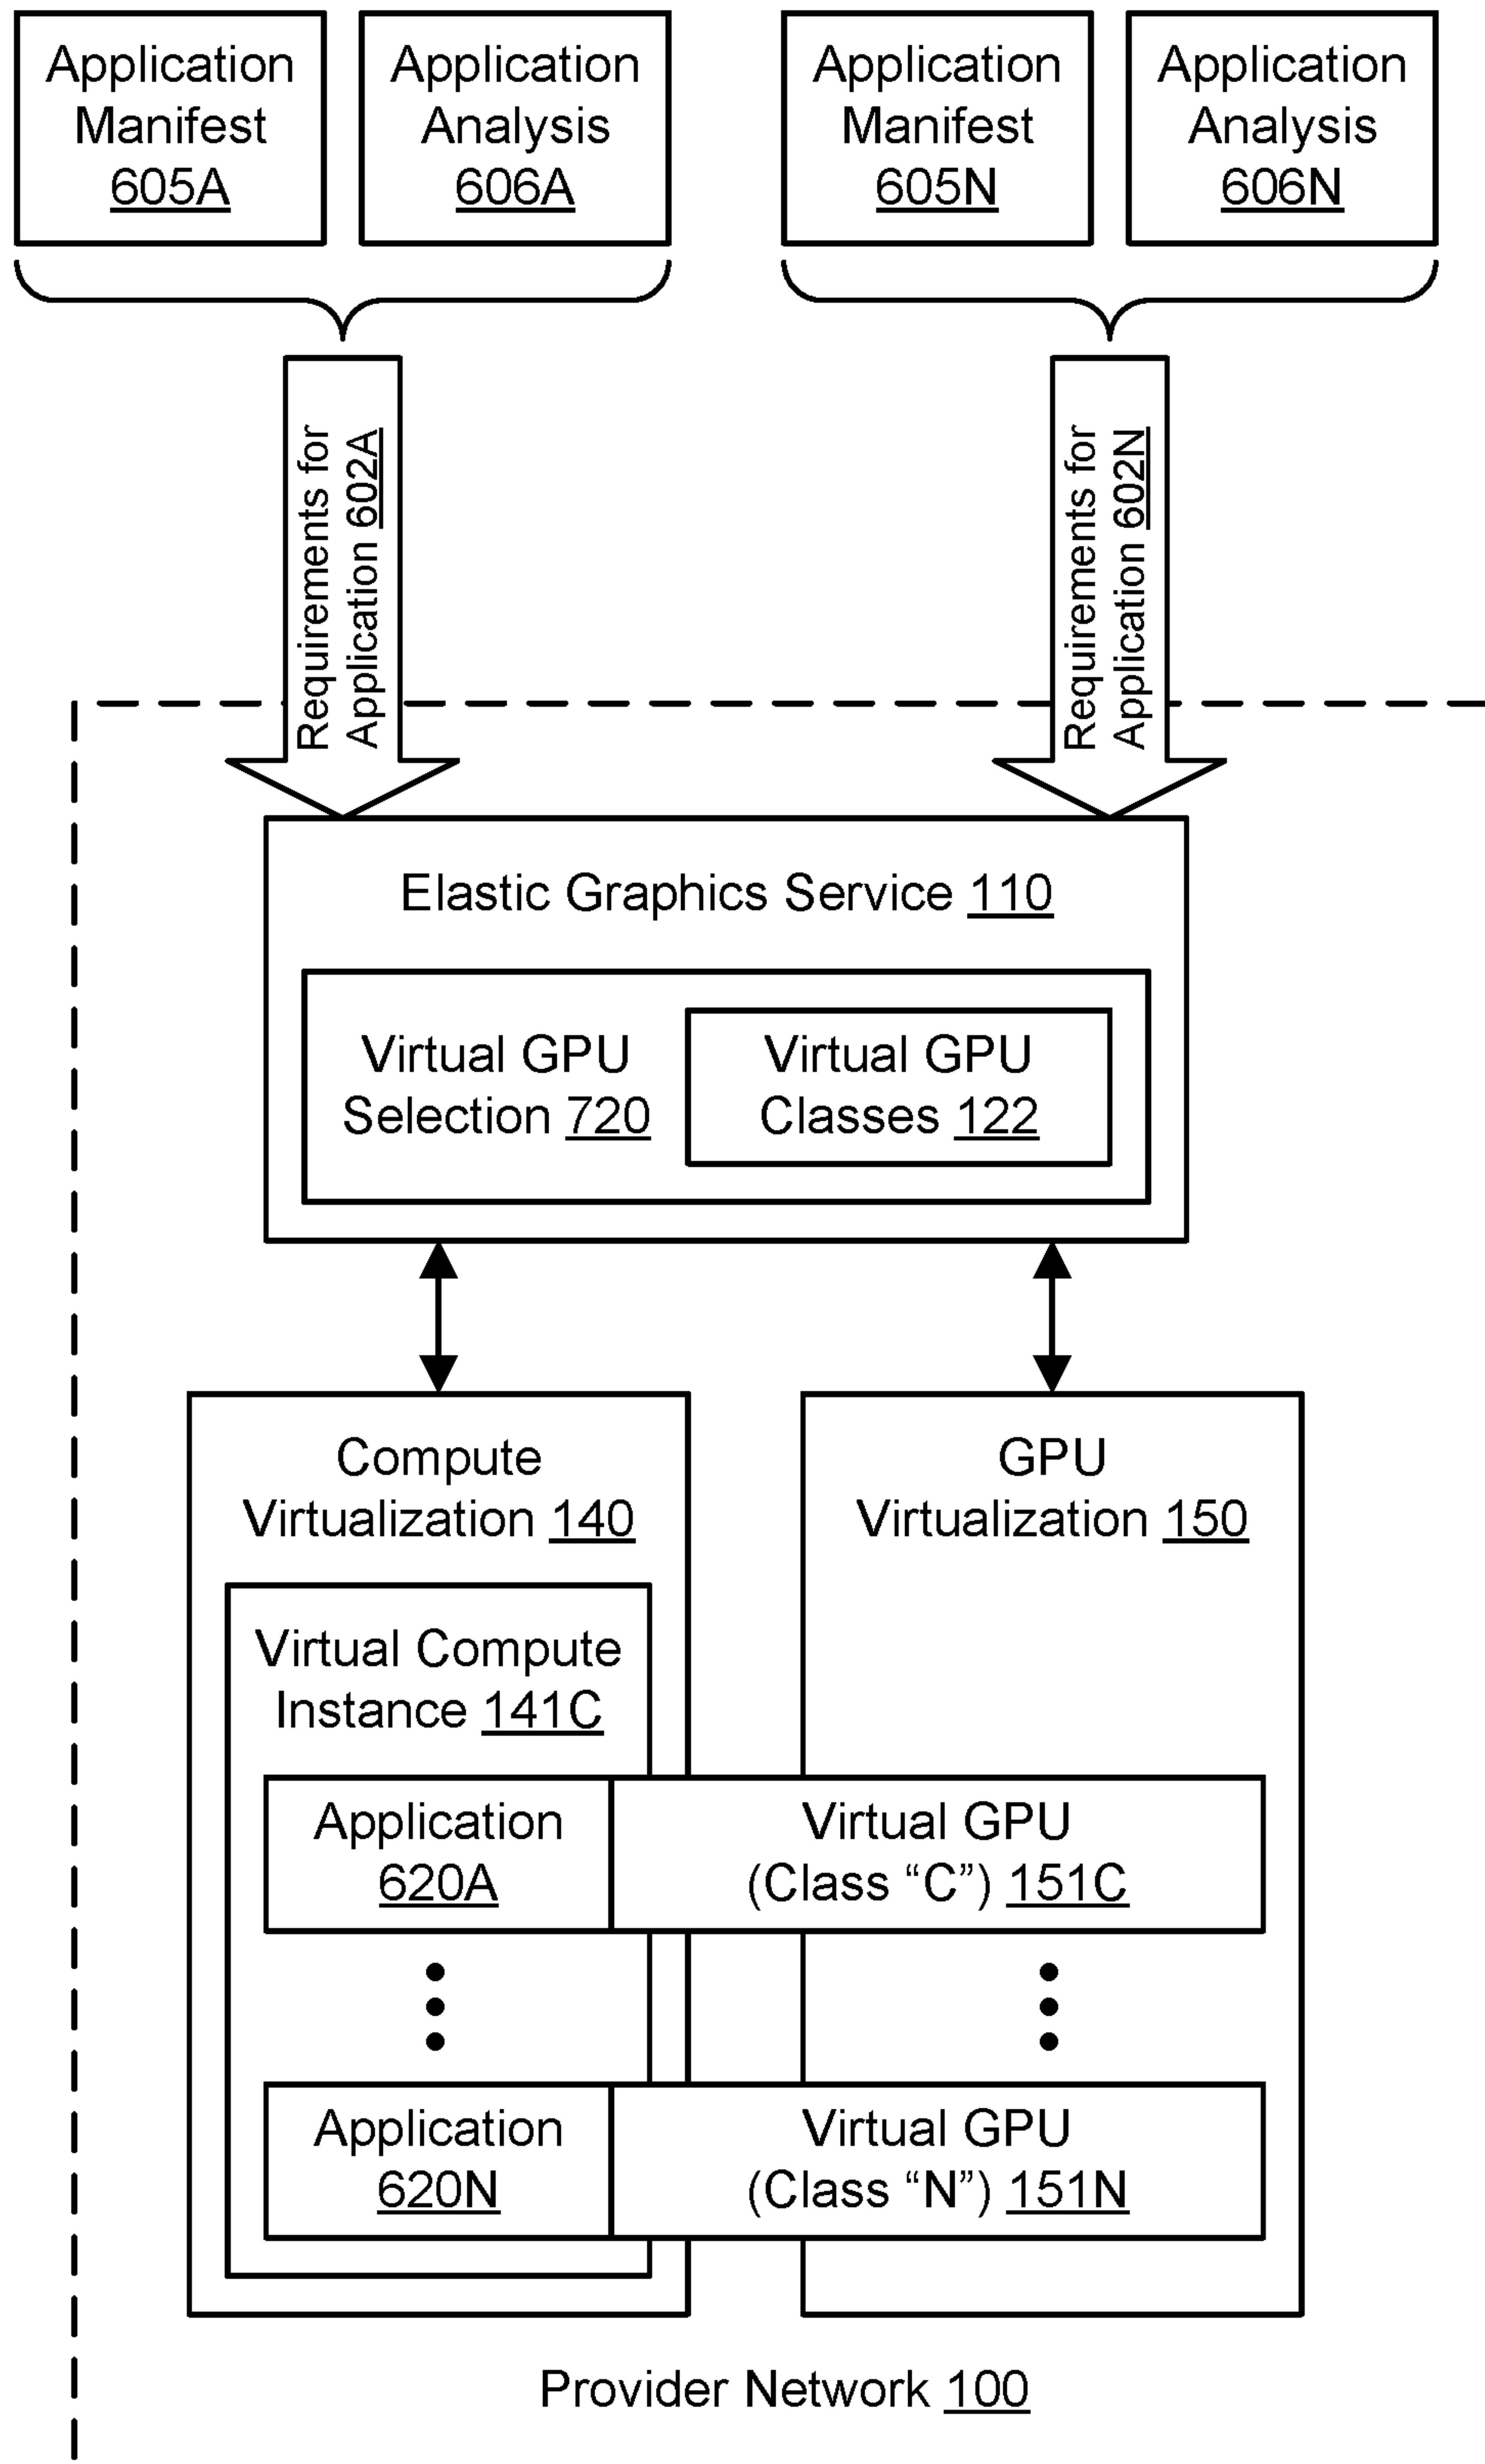 Application
Manifest
605A
Application
Analysis
606A
Application
Manifest
605N
Application
Analysis
606N
Requirements for
Application 602A
Requirements for
Application 602N
Elastic Graphics Service 110
Virtual GPU
Selection 720
Virtual GPU
Classes 122
Compute
Virtualization 140
GPU
Virtualization 150
Virtual Compute
Instance 141C
Application
620A
Virtual GPU
(Class “C”) 151C
Application
620N
Virtual GPU
(Class “N”) 151N
Provider Network 100